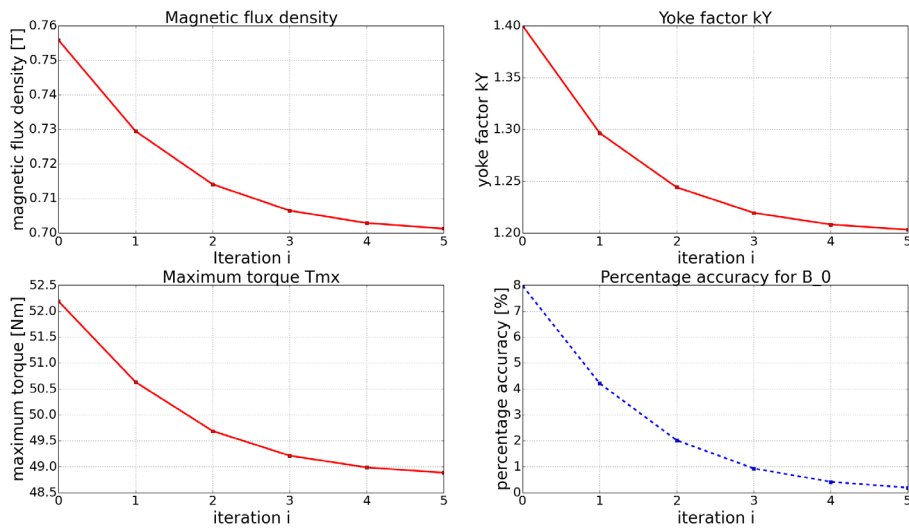 Magnetic flux density
magnetic flux density [T]
0.76
0.75
0.74
0.73
0.72
0.71
0.70
0 1 2 3 4 5
Iteration i
Yoke factor kY
yoke factor kY
1.40
1.35
1.30
1.25
1.20
0 1 2 3 4 5
iteration i
Maximum torque Tmx
maximum torque [Nm]
52.5
52.0
51.5
51.0
50.5
50.0
49.5
49.0
48.5
0 1 2 3 4 5
iteration i
Percentage accuracy for B_0
percentage accuracy [%]
8
7
6
5
4
3
2
1
0
0 1 2 3 4 5
iteration i